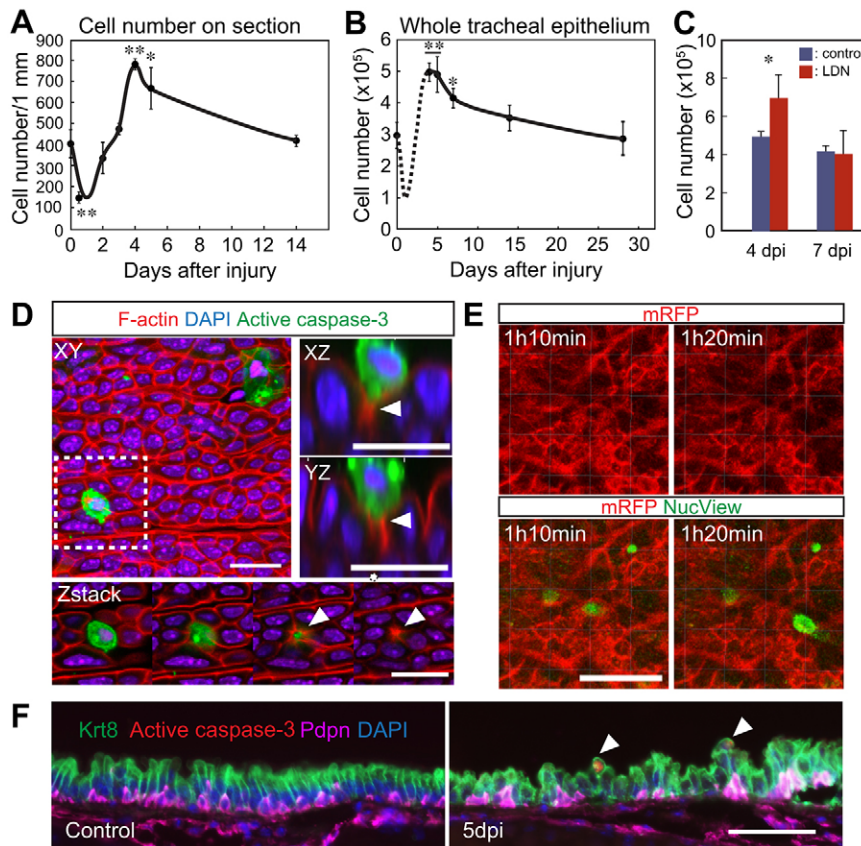 A Cell number on section
Cell number/1 mm
900
800
700
600
500
400
300
200
100
0
**
**
*
0 2 4 6 8 10 12 14
Days after injury
B Whole tracheal epithelium
Cell number (x10⁵)
6
5
4
3
2
1
0
**
*
0 5 10 15 20 25 30
Days after injury
C
: control
: LDN
Cell number (x10⁵)
10
8
6
4
2
0
*
4 dpi 7 dpi
D F-actin DAPI Active caspase-3
XY
XZ
YZ
Zstack
E mRFP
1h10min 1h20min
mRFP NucView
1h10min 1h20min
F Krt8 Active caspase-3 Pdpn DAPI
Control 5dpi